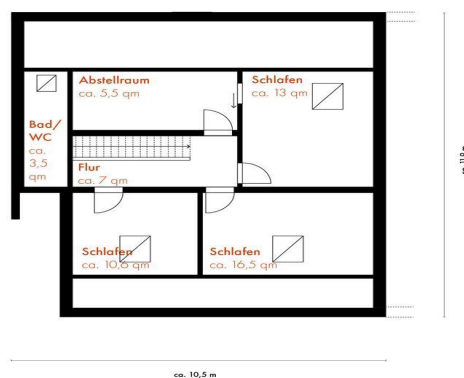 Abstellraum
ca. 5,5 qm
Schlafen
ca. 13 qm
Bad/
WC
ca.
3,5
qm
Flur
ca. 7 qm
Schlafen
ca. 10,6 qm
Schlafen
ca. 16,5 qm
ca. 10,5 m